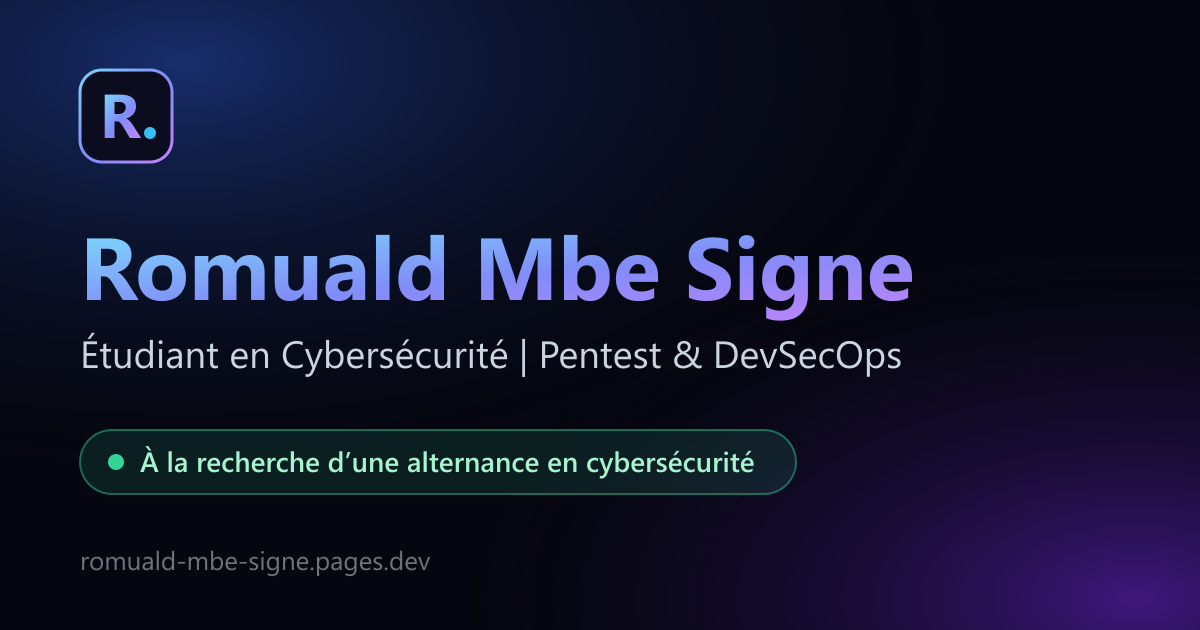 R.
Romuald Mbe Signe
Étudiant en Cybersécurité | Pentest & DevSecOps
À la recherche d’une alternance en cybersécurité
romuald-mbe-signe.pages.dev